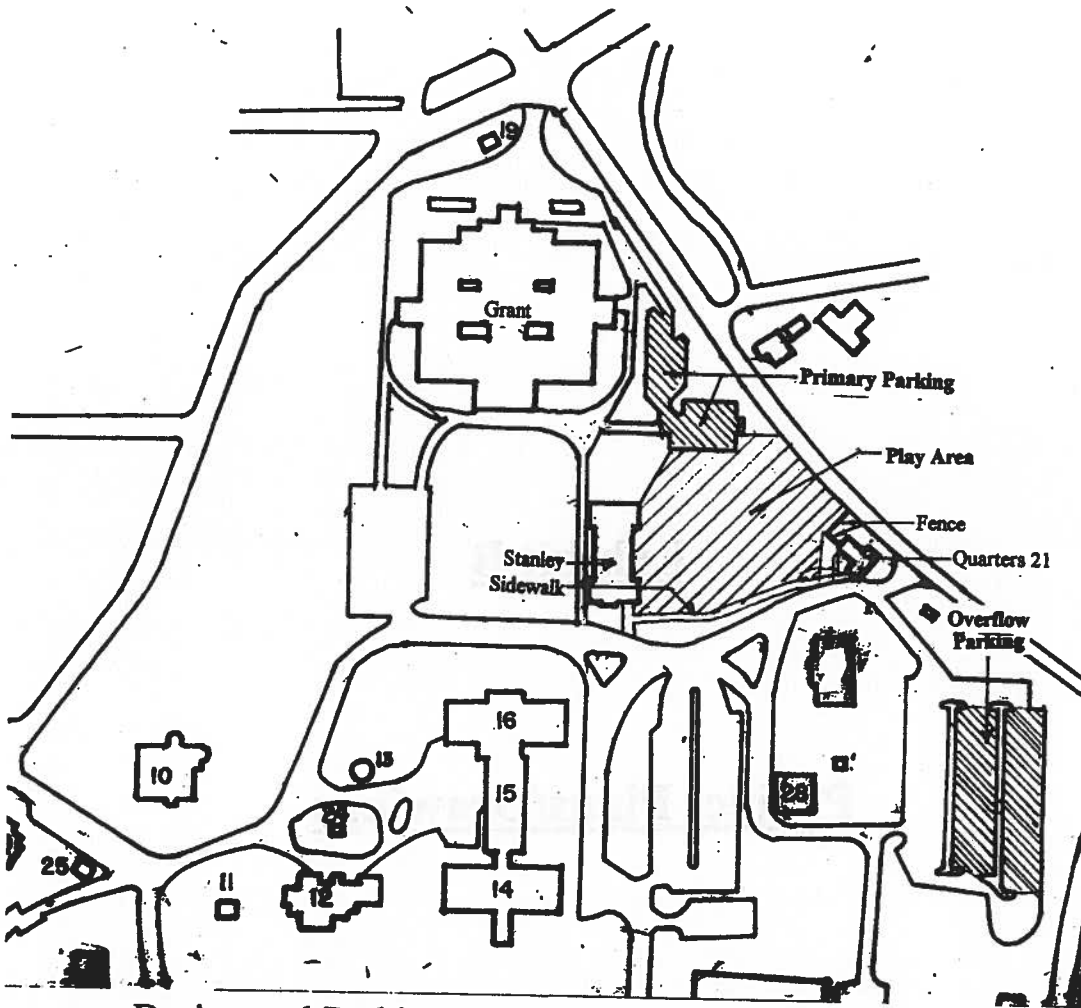 19
Grant
Primary Parking
Play Area
Fence
Stanley
Quarters 21
Sidewalk
Overflow
Parking
16
10
13
15
28
25
11
12
14